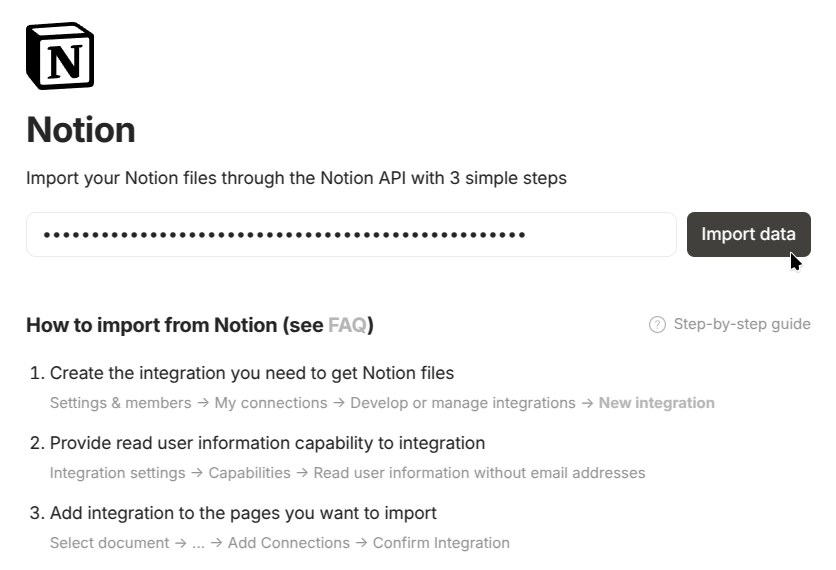 N
Notion
Import your Notion files through the Notion API with 3 simple steps
••••••••••••••••••••••••••••••••••••••••••••••••••
Import data
How to import from Notion (see FAQ)
? Step-by-step guide
1. Create the integration you need to get Notion files
Settings & members → My connections → Develop or manage integrations → New integration
2. Provide read user information capability to integration
Integration settings → Capabilities → Read user information without email addresses
3. Add integration to the pages you want to import
Select document → ... → Add Connections → Confirm Integration